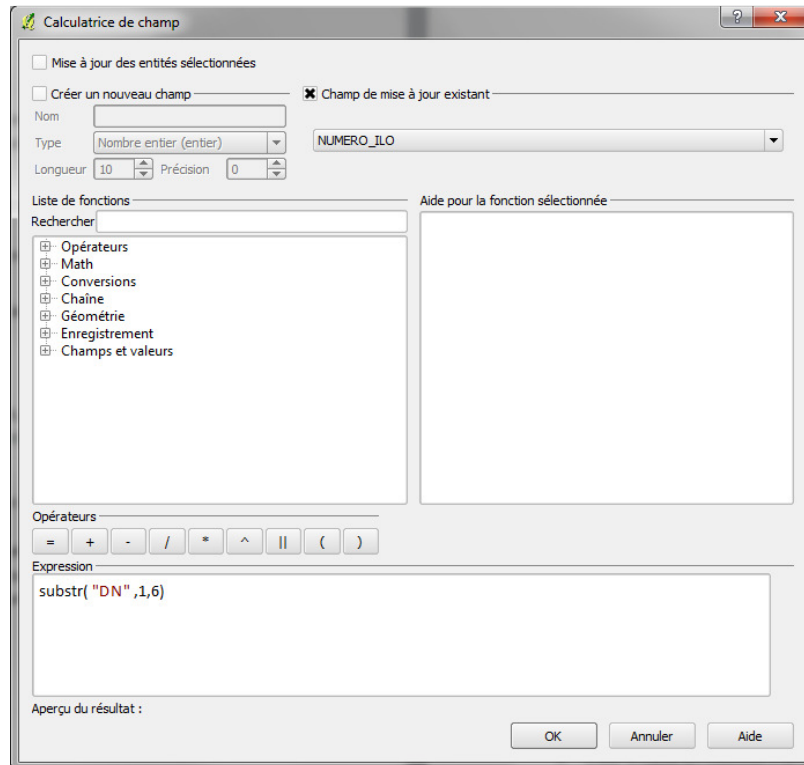 Calculatrice de champ
Mise à jour des entités sélectionnées
Créer un nouveau champ
Champ de mise à jour existant
Nom
Type Nombre entier (entier)
NUMERO_ILO
Longueur 10 Précision 0
Liste de fonctions
Aide pour la fonction sélectionnée
Rechercher
Opérateurs
Math
Conversions
Chaîne
Géométrie
Enregistrement
Champs et valeurs
Opérateurs
= + - / * ^ || ( )
Expression
substr( "DN" ,1,6)
Aperçu du résultat :
OK Annuler Aide